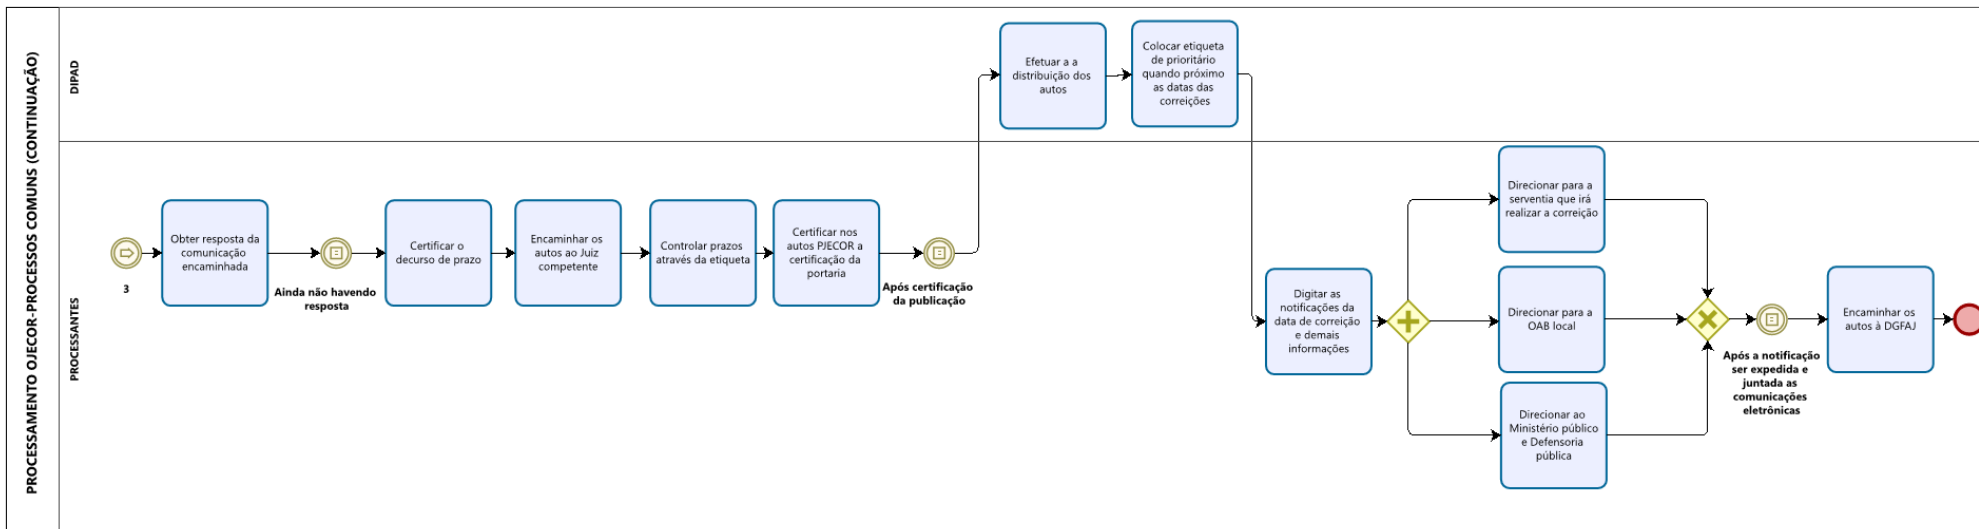 PROCESSAMENTO OJECOR-PROCESSOS COMUNS (CONTINUAÇÃO)
DIPAD
Efetuar a a
distribuição dos
autos
Colocar etiqueta
de prioritário
quando próximo
as datas das
correições
PROCESSANTES
3
Obter resposta da
comunicação
encaminhada
Ainda não havendo
resposta
Certificar o
decurso de prazo
Encaminhar os
autos ao Juiz
competente
Controlar prazos
através da etiqueta
Certificar nos
autos PJECOR a
certificação da
portaria
Após certificação
da publicação
Digitar as
notificações da
data de correição
e demais
informações
Direcionar para a
serventia que irá
realizar a correição
Direcionar para a
OAB local
Direcionar ao
Ministério público
e Defensoria
pública
Após a notificação
ser expedida e
juntada as
comunicações
eletrônicas
Encaminhar os
autos à DGFAJ